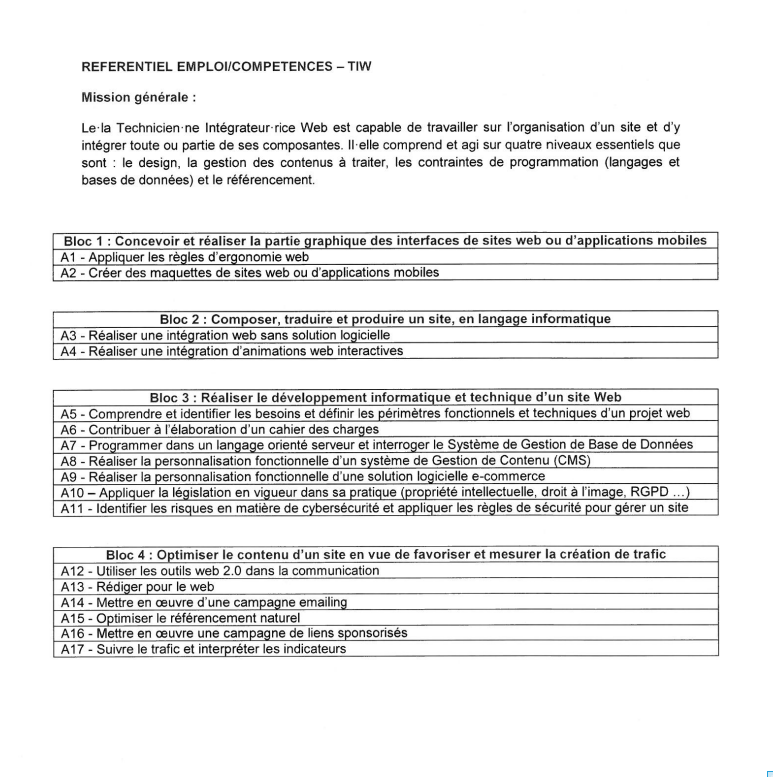 REFERENTIEL EMPLOI/COMPETENCES – TIW
Mission générale :
Le·la Technicien·ne Intégrateur·rice Web est capable de travailler sur l'organisation d'un site et d'y
intégrer toute ou partie de ses composantes. Il·elle comprend et agi sur quatre niveaux essentiels que
sont : le design, la gestion des contenus à traiter, les contraintes de programmation (langages et
bases de données) et le référencement.
Bloc 1 : Concevoir et réaliser la partie graphique des interfaces de sites web ou d'applications mobiles
A1 - Appliquer les règles d'ergonomie web
A2 - Créer des maquettes de sites web ou d'applications mobiles
Bloc 2 : Composer, traduire et produire un site, en langage informatique
A3 - Réaliser une intégration web sans solution logicielle
A4 - Réaliser une intégration d'animations web interactives
Bloc 3 : Réaliser le développement informatique et technique d'un site Web
A5 - Comprendre et identifier les besoins et définir les périmètres fonctionnels et techniques d'un projet web
A6 - Contribuer à l'élaboration d'un cahier des charges
A7 - Programmer dans un langage orienté serveur et interroger le Système de Gestion de Base de Données
A8 - Réaliser la personnalisation fonctionnelle d'un système de Gestion de Contenu (CMS)
A9 - Réaliser la personnalisation fonctionnelle d'une solution logicielle e-commerce
A10 – Appliquer la législation en vigueur dans sa pratique (propriété intellectuelle, droit à l'image, RGPD …)
A11 - Identifier les risques en matière de cybersécurité et appliquer les règles de sécurité pour gérer un site
Bloc 4 : Optimiser le contenu d'un site en vue de favoriser et mesurer la création de trafic
A12 - Utiliser les outils web 2.0 dans la communication
A13 - Rédiger pour le web
A14 - Mettre en œuvre d'une campagne emailing
A15 - Optimiser le référencement naturel
A16 - Mettre en œuvre une campagne de liens sponsorisés
A17 - Suivre le trafic et interpréter les indicateurs